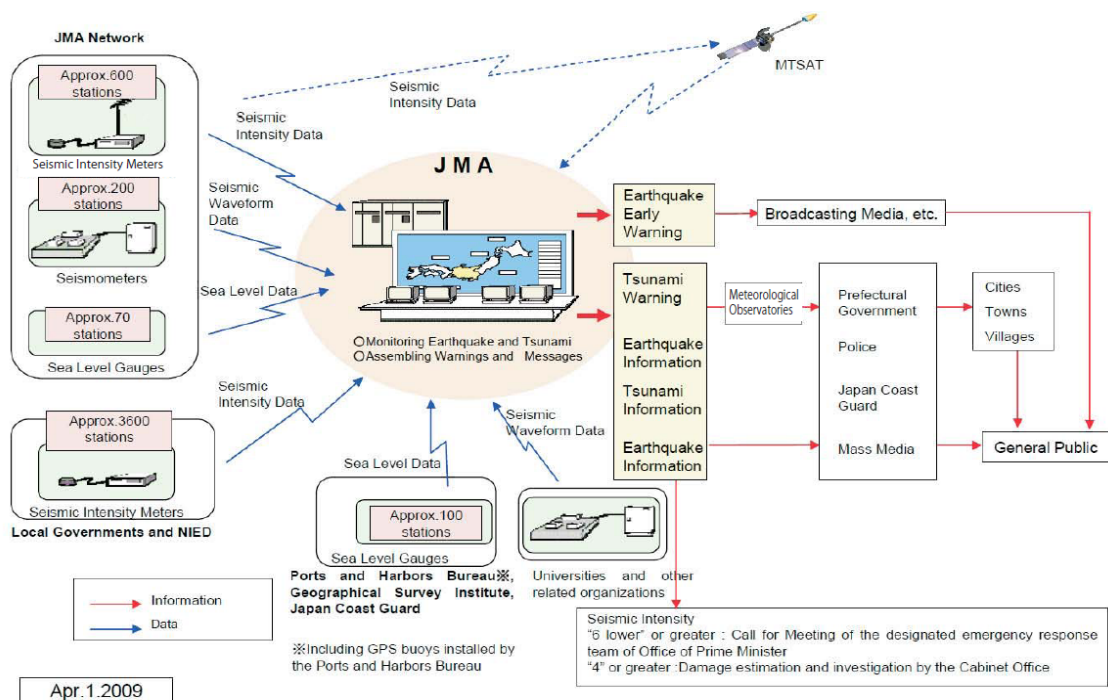 JMA Network
Approx.600
stations
Seismic Intensity Meters
Approx.200
stations
Seismometers
Approx.70
stations
Sea Level Gauges
Approx.3600
stations
Seismic Intensity Meters
Local Governments and NIED
Seismic
Intensity Data
MTSAT
Seismic
Intensity Data
Seismic
Waveform
Data
Sea Level Data
Seismic
Intensity Data
JMA
○Monitoring Earthquake and Tsunami
○Assembling Warnings and Messages
Sea Level Data
Seismic
Waveform Data
Approx.100
stations
Sea Level Gauges
Ports and Harbors Bureau※,
Geographical Survey Institute,
Japan Coast Guard
※Including GPS buoys installed by
the Ports and Harbors Bureau
Universities and other
related organizations
Earthquake
Early
Warning
Broadcasting Media, etc.
Tsunami
Warning
Earthquake
Information
Tsunami
Information
Earthquake
Information
Meteorological
Observatories
Prefectural
Government
Police
Japan Coast
Guard
Mass Media
Cities
Towns
Villages
General Public
Seismic Intensity
“6 lower” or greater : Call for Meeting of the designated emergency response
team of Office of Prime Minister
“4” or greater :Damage estimation and investigation by the Cabinet Office
Information
Data
Apr.1.2009